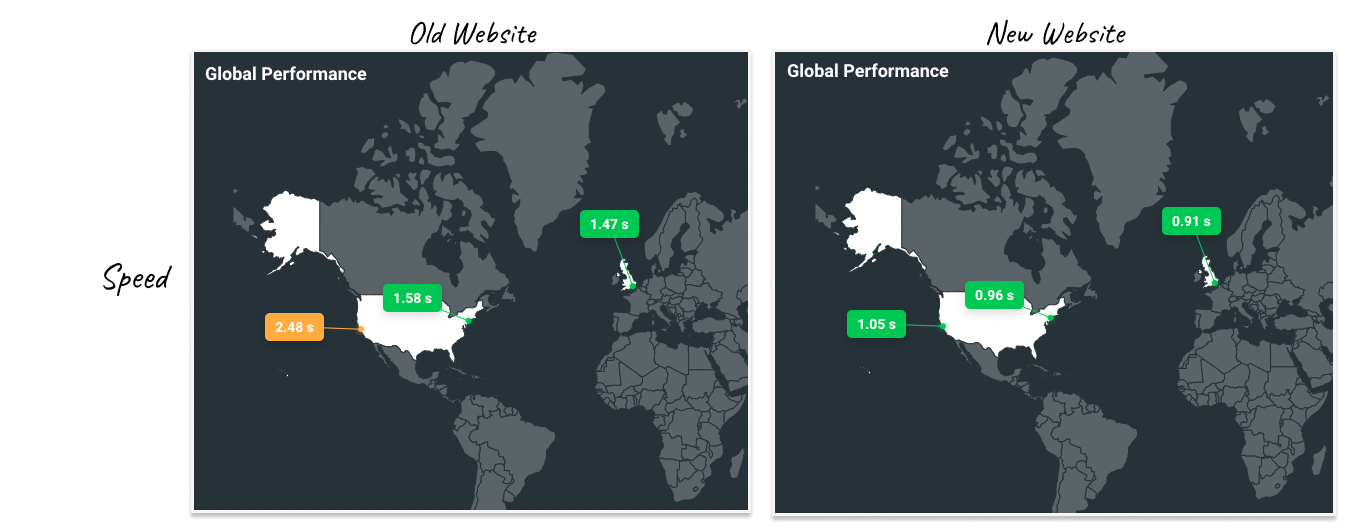 Old Website
New Website
Speed
Global Performance
1.47 s
1.58 s
2.48 s
Global Performance
0.91 s
0.96 s
1.05 s